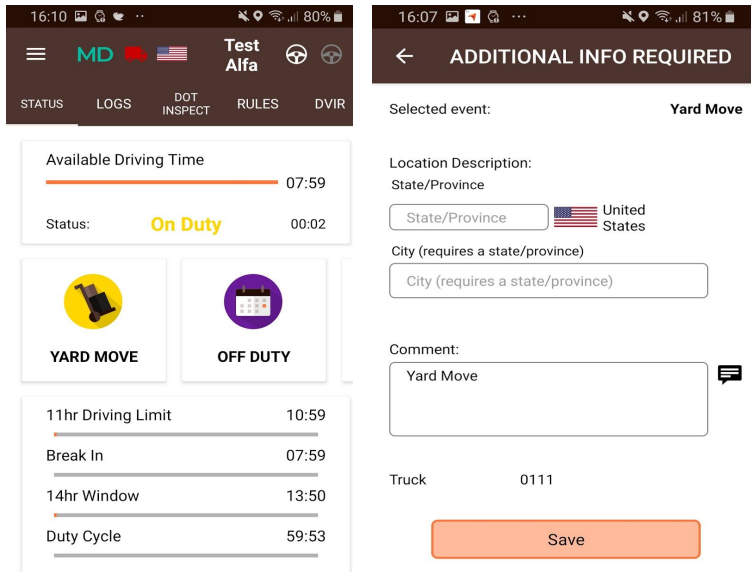 16:10 80%
MD Test Alfa
STATUS LOGS DOT INSPECT RULES DVIR
Available Driving Time
07:59
Status: On Duty 00:02
YARD MOVE OFF DUTY
11hr Driving Limit 10:59
Break In 07:59
14hr Window 13:50
Duty Cycle 59:53
16:07 81%
ADDITIONAL INFO REQUIRED
Selected event: Yard Move
Location Description:
State/Province
State/Province United States
City (requires a state/province)
City (requires a state/province)
Comment:
Yard Move
Truck 0111
Save